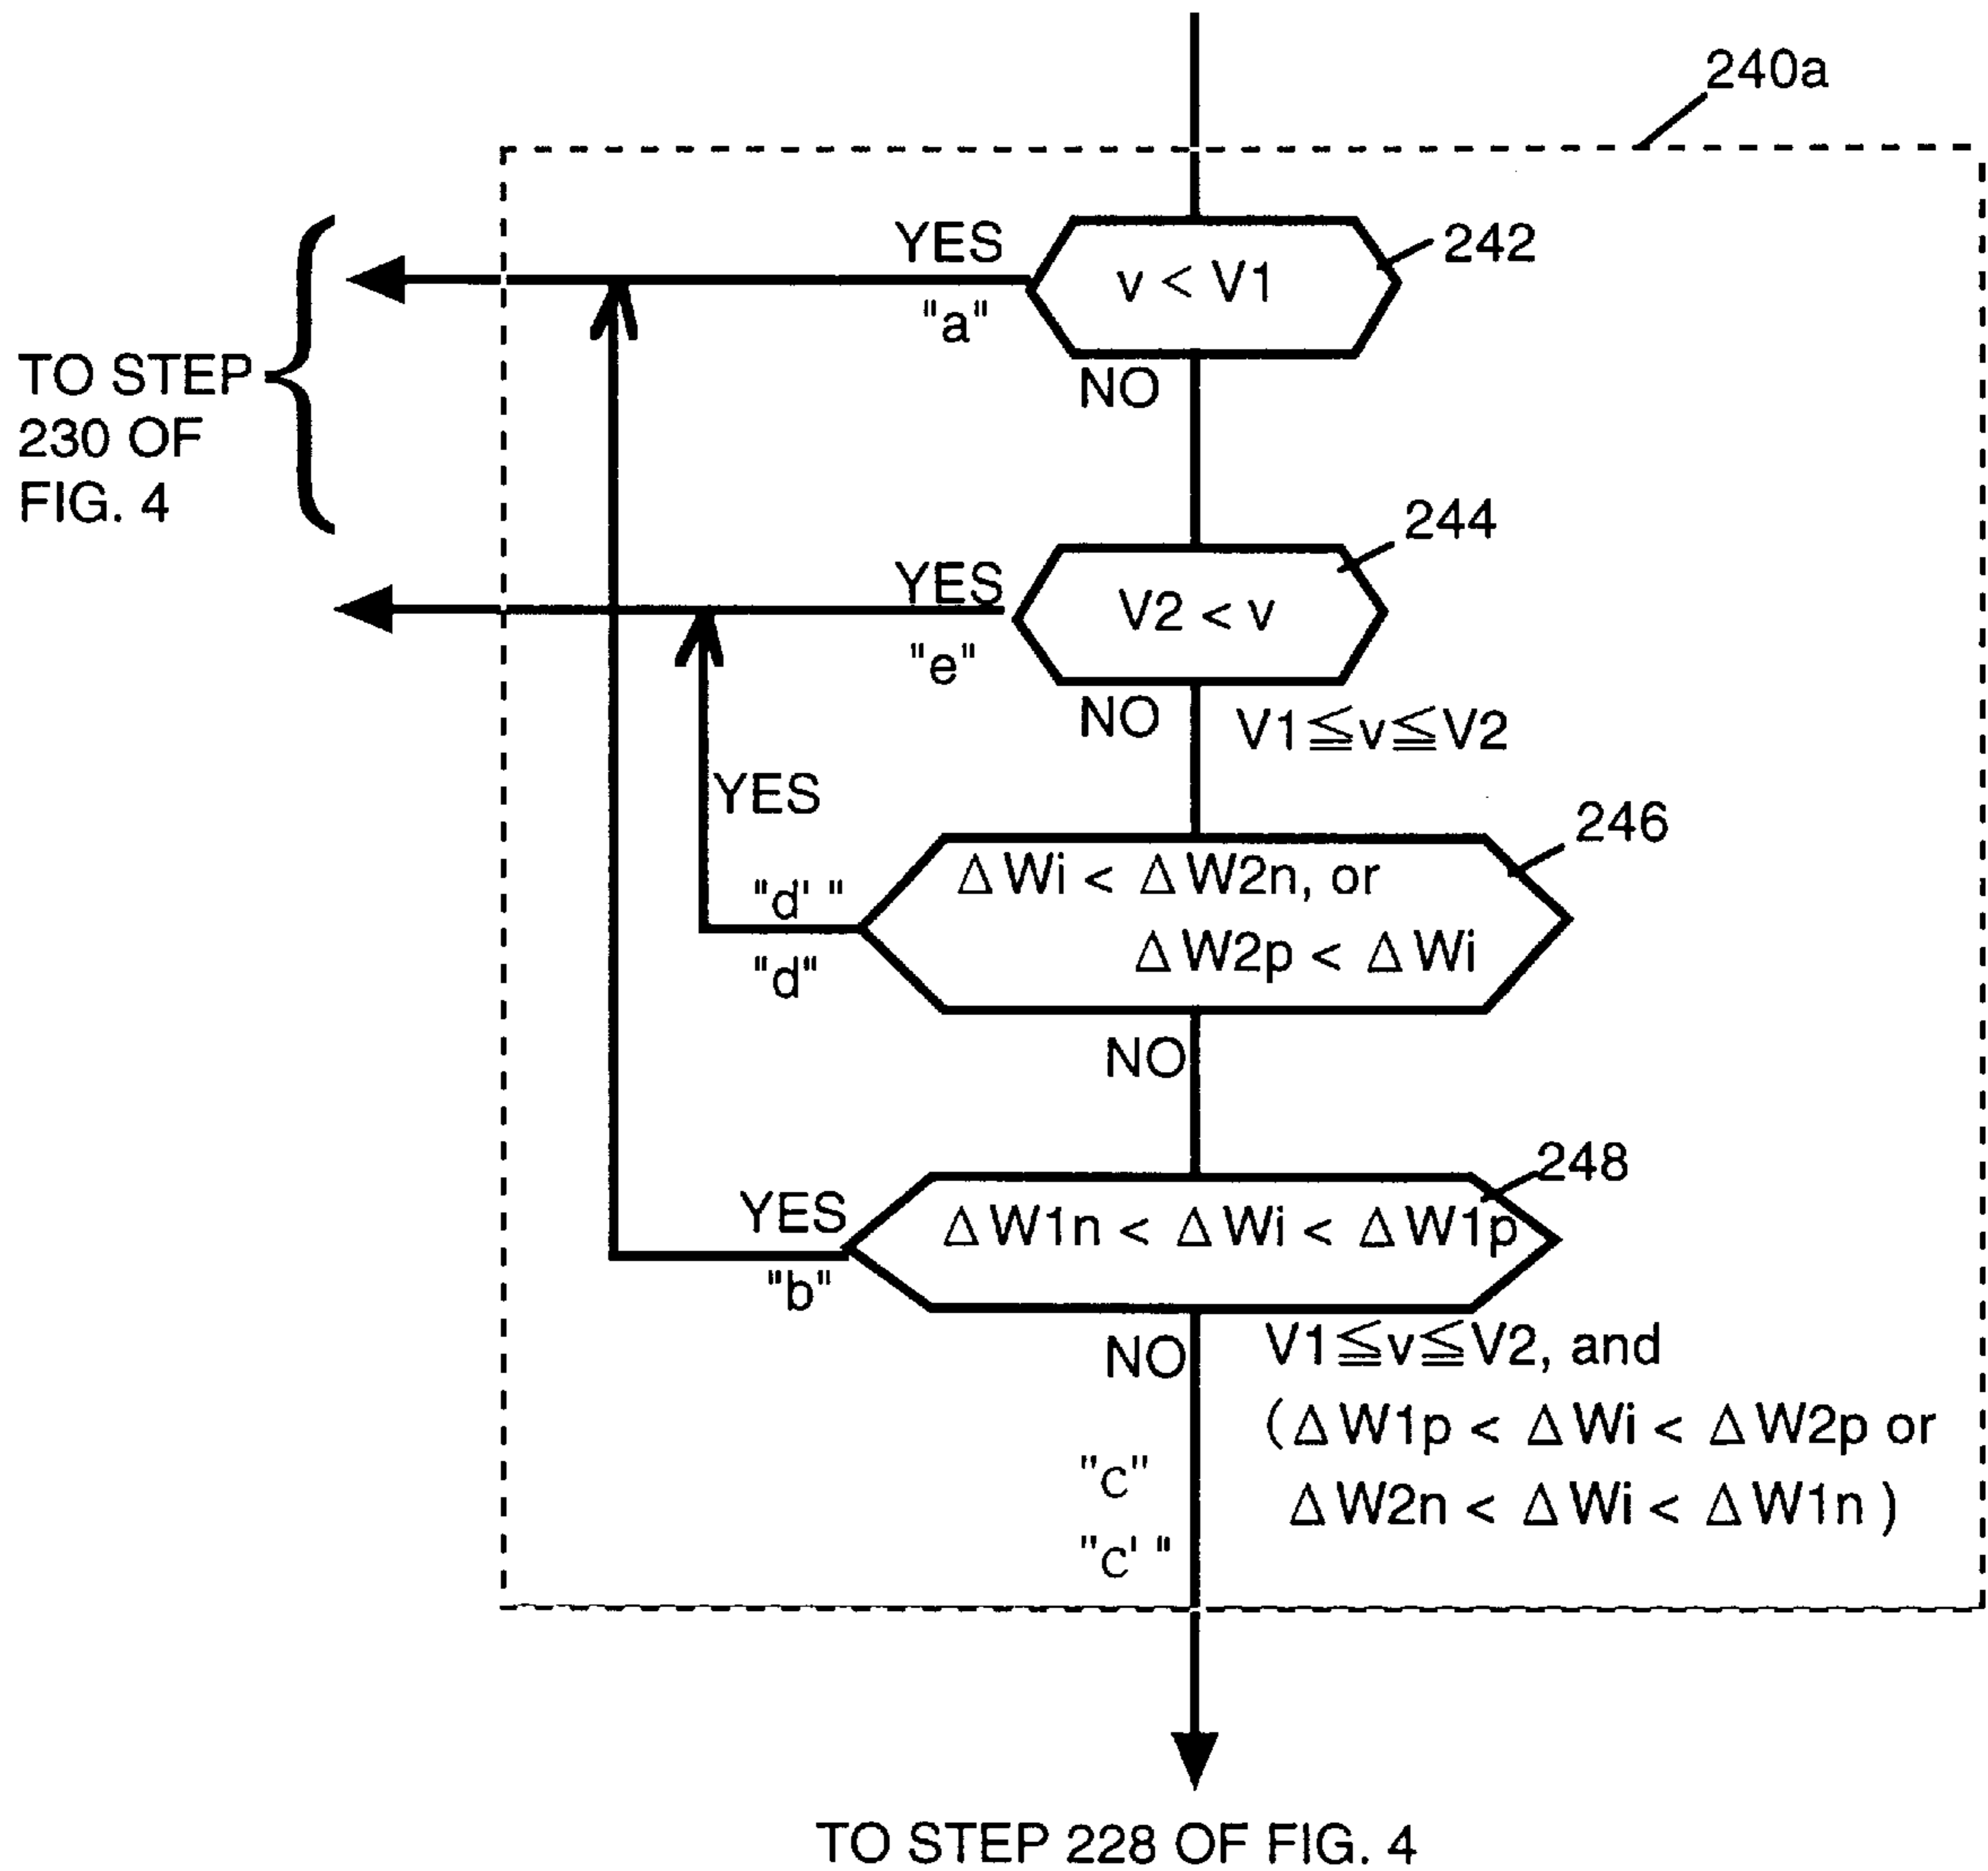 240a
YES
242
v < V1
"a"
NO
TO STEP
230 OF
FIG. 4
244
YES
V2 < v
"e"
NO
V1≦v≦V2
YES
246
ΔWi < ΔW2n, or
"d' "
ΔW2p < ΔWi
"d"
NO
248
YES
ΔW1n < ΔWi < ΔW1p
"b"
NO
V1≦v≦V2, and
(ΔW1p < ΔWi < ΔW2p or
"c"
ΔW2n < ΔWi < ΔW1n )
"c' "
TO STEP 228 OF FIG. 4